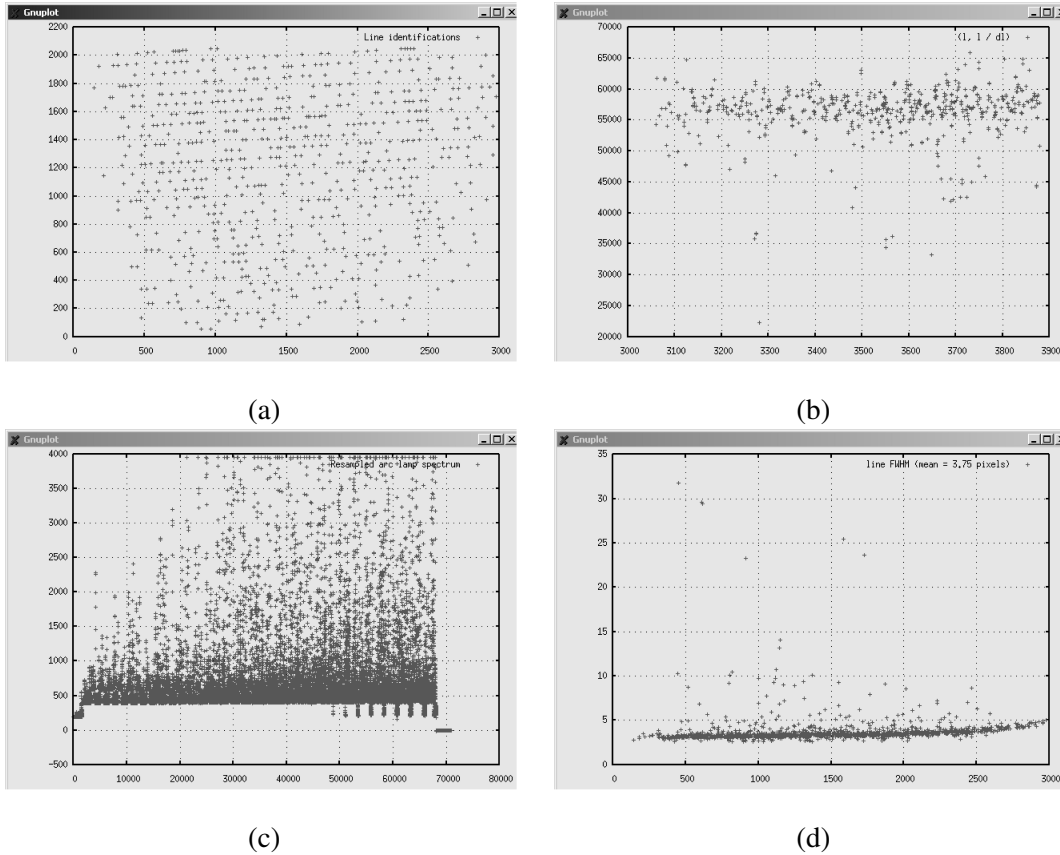 Gnuplot
Line identifications
2200
2000
1800
1600
1400
1200
1000
800
600
400
200
0
0 500 1000 1500 2000 2500 3000
(a)
Gnuplot
(l, l / dl)
70000
65000
60000
55000
50000
45000
40000
35000
30000
25000
20000
3000 3100 3200 3300 3400 3500 3600 3700 3800 3900
(b)
Gnuplot
Resampled arc lamp spectrum
4000
3500
3000
2500
2000
1500
1000
500
0
-500
0 10000 20000 30000 40000 50000 60000 70000 80000
(c)
Gnuplot
line FWHM (mean = 3.75 pixels)
35
30
25
20
15
10
5
0
0 500 1000 1500 2000 2500 3000
(d)